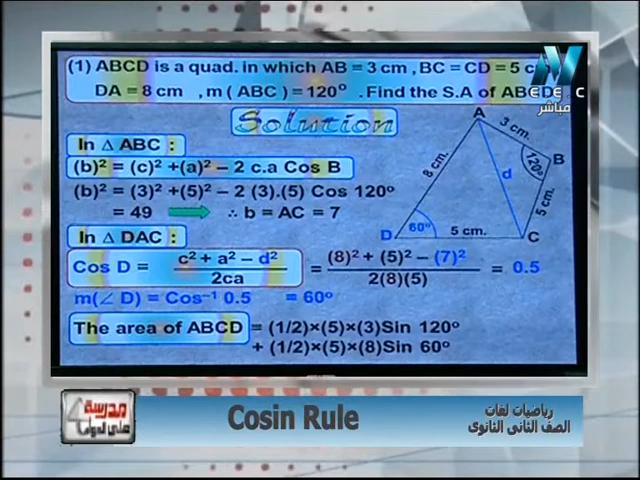 (1) ABCD is a quad. in which AB = 3 cm , BC = CD = 5 c
DA = 8 cm , m ( ABC ) = 120° . Find the S.A of ABC
EDE C
مباشر
Solution
In Δ ABC :
(b)² = (c)² +(a)² – 2 c.a Cos B
(b)² = (3)² +(5)² – 2 (3).(5) Cos 120°
= 49 ∴ b = AC = 7
In Δ DAC :
Cos D = c² + a² – d² / 2ca = (8)² + (5)² – (7)² / 2(8)(5) = 0.5
m(∠ D) = Cos⁻¹ 0.5 = 60°
The area of ABCD = (1/2)×(5)×(3)Sin 120°
+ (1/2)×(5)×(8)Sin 60°
A
3 cm.
B
120°
8 cm.
d
5 cm.
D
60°
5 cm.
C
مدرسة
على الهواء
Cosin Rule
رياضيات لغات
الصف الثانى الثانوى